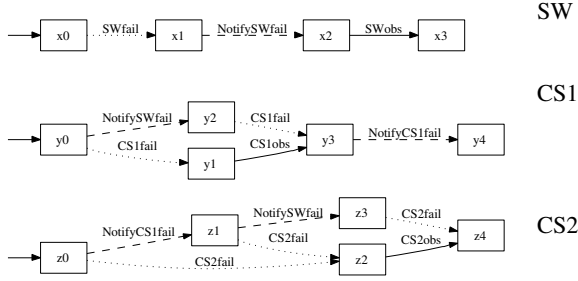 SW
x0 SWfail x1 NotifySWfail x2 SWobs x3
CS1
y0 NotifySWfail y2 CS1fail y3 NotifyCS1fail y4
CS1fail y1 CS1obs
CS2
z0 NotifyCS1fail z1 NotifySWfail z3 CS2fail z4
CS2fail z2 CS2obs
CS2fail